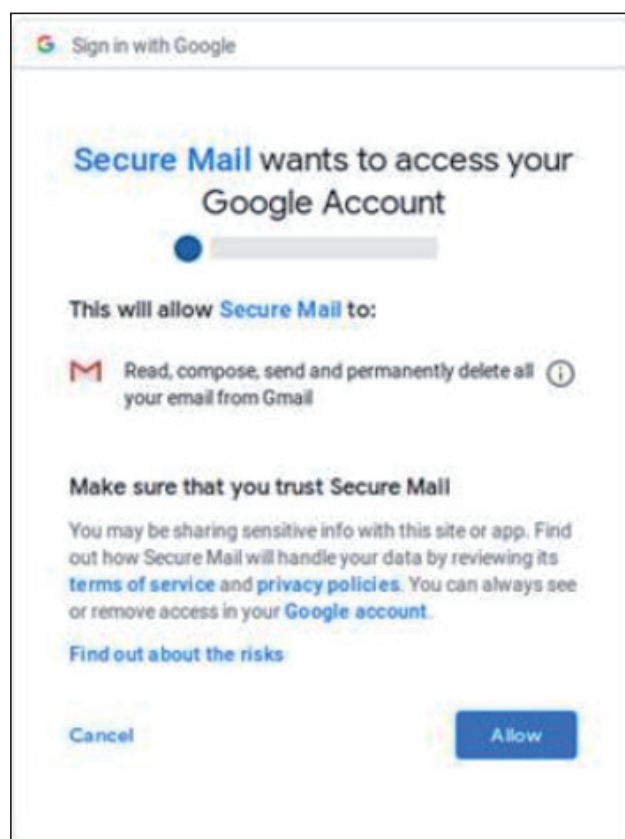 Sign in with Google
Secure Mail wants to access your
Google Account
This will allow Secure Mail to:
Read, compose, send and permanently delete all
your email from Gmail
Make sure that you trust Secure Mail
You may be sharing sensitive info with this site or app. Find
out how Secure Mail will handle your data by reviewing its
terms of service and privacy policies. You can always see
or remove access in your Google account.
Find out about the risks
Cancel
Allow